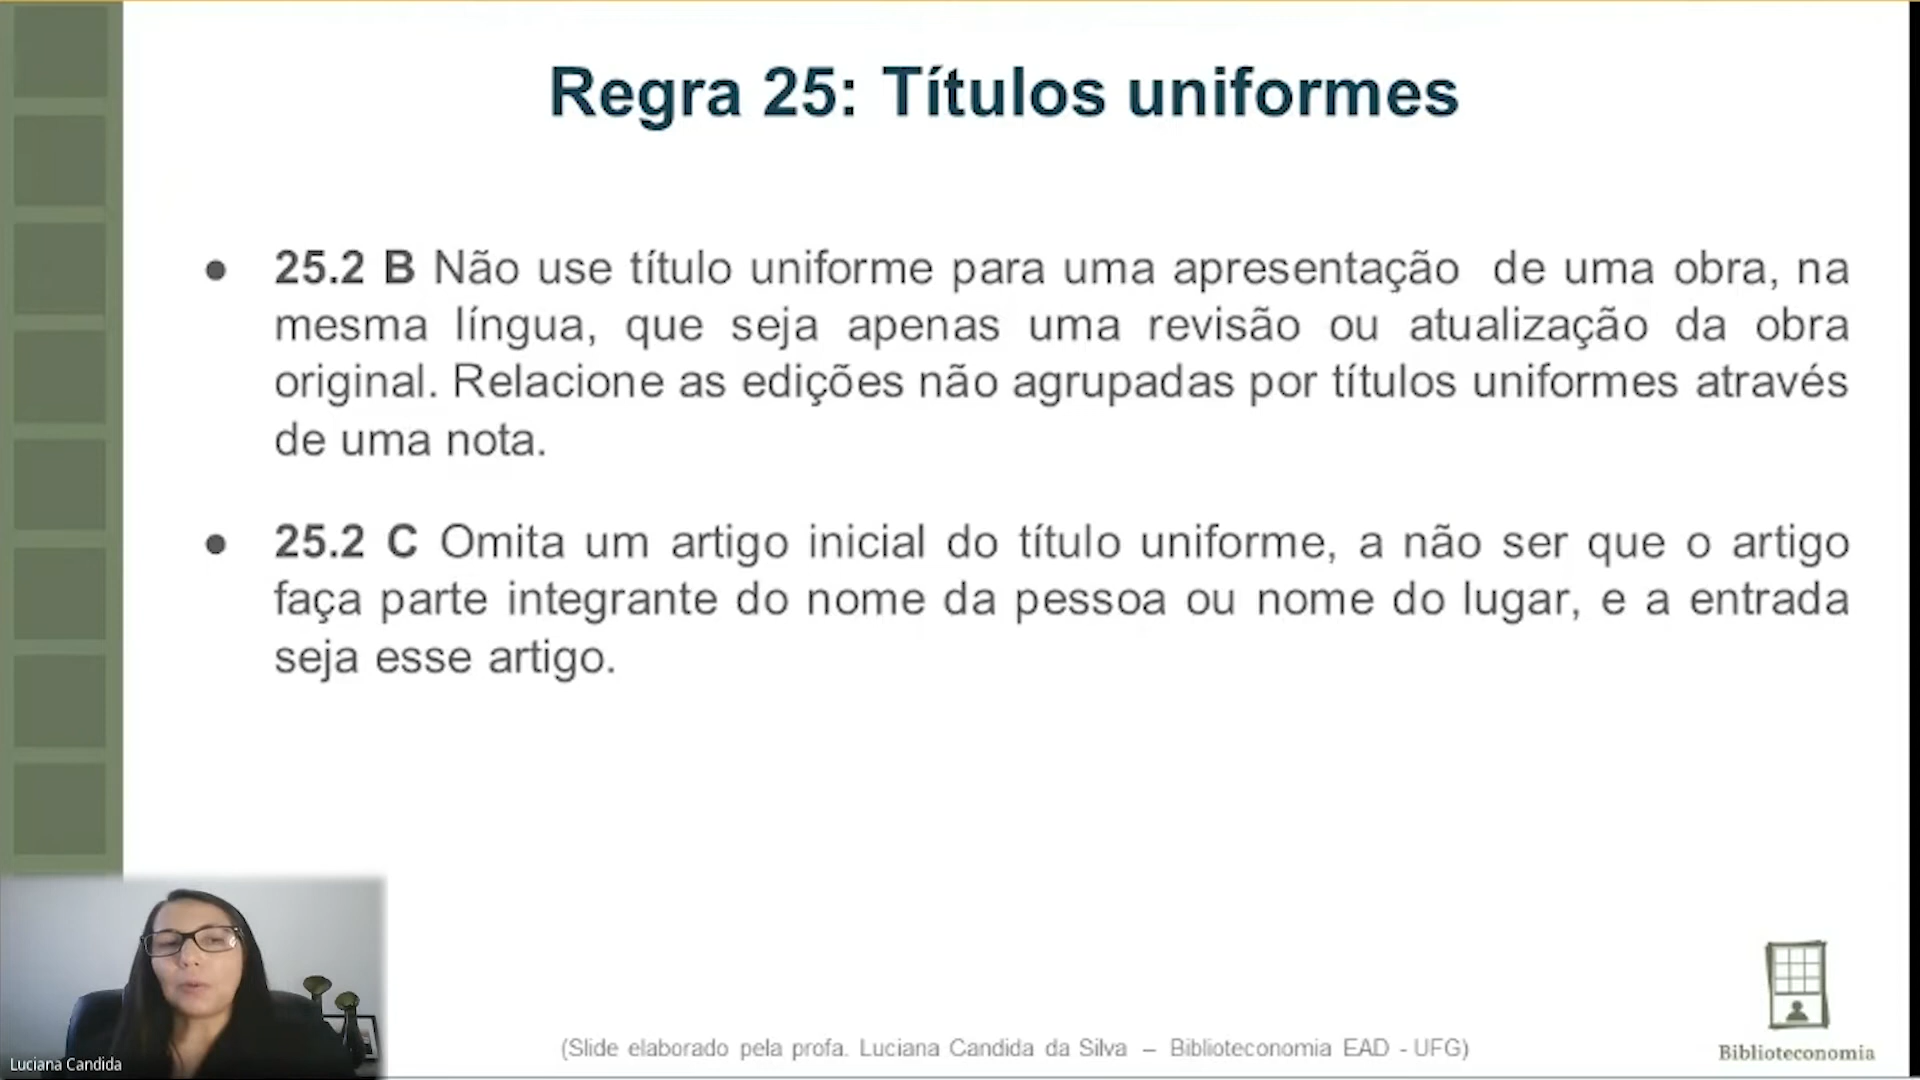 Regra 25: Títulos uniformes
● 25.2 B Não use título uniforme para uma apresentação de uma obra, na
mesma língua, que seja apenas uma revisão ou atualização da obra
original. Relacione as edições não agrupadas por títulos uniformes através
de uma nota.
● 25.2 C Omita um artigo inicial do título uniforme, a não ser que o artigo
faça parte integrante do nome da pessoa ou nome do lugar, e a entrada
seja esse artigo.
Luciana Candida
(Slide elaborado pela profa. Luciana Candida da Silva – Biblioteconomia EAD - UFG)
Biblioteconomia